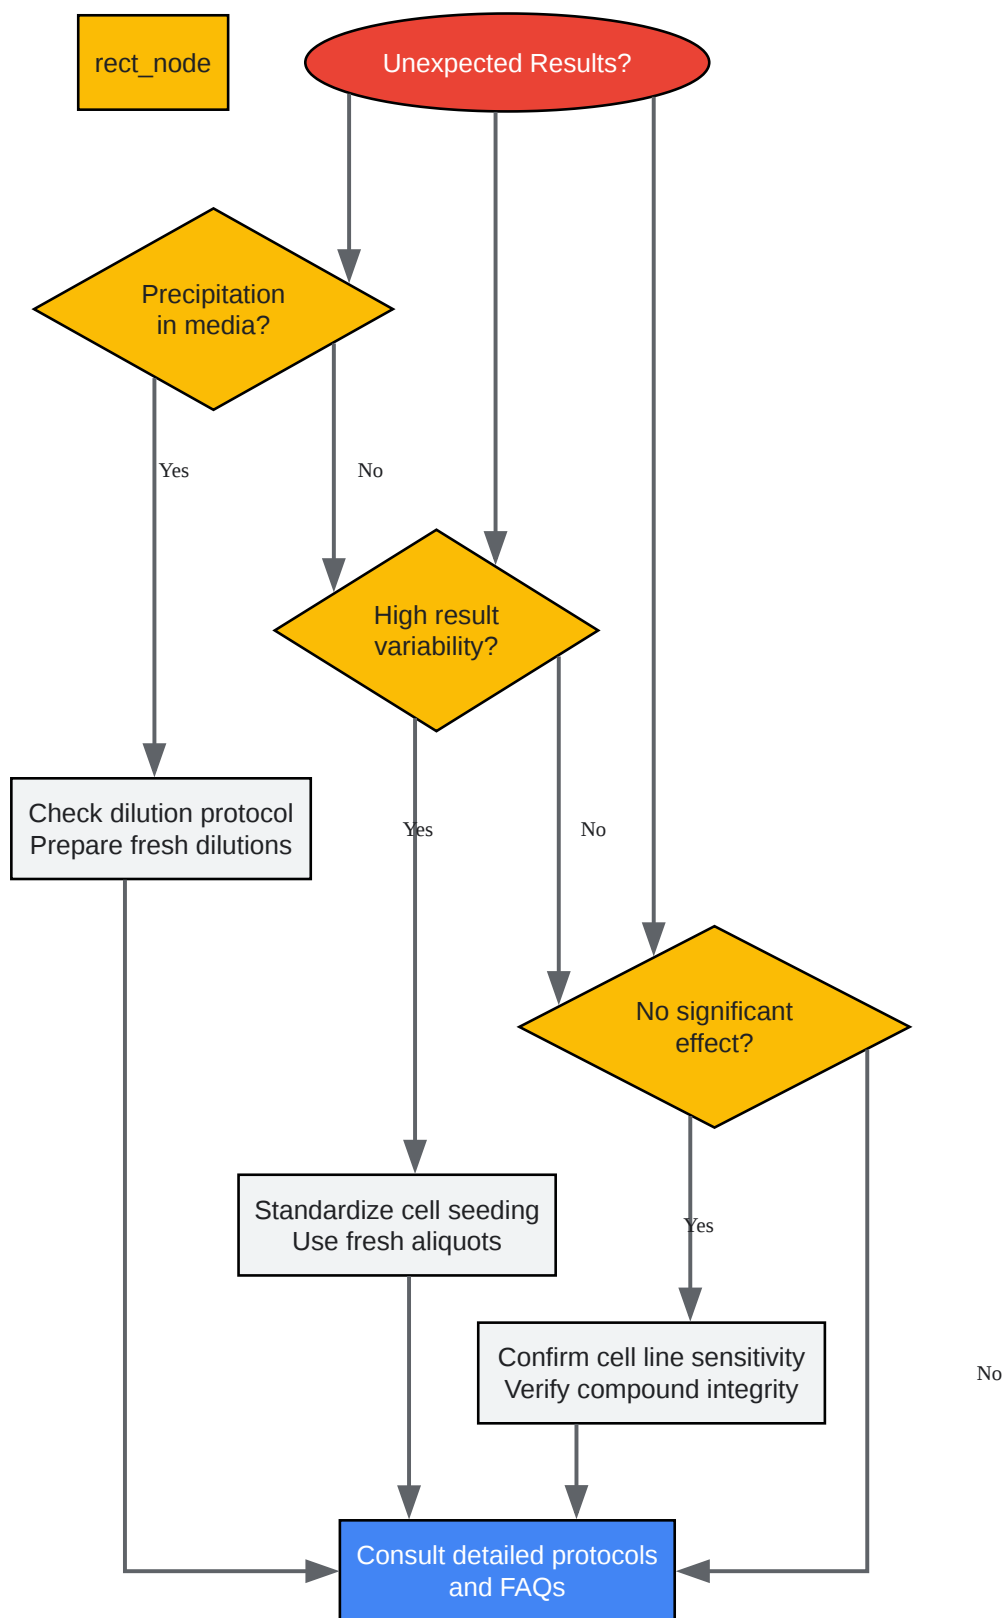 rect_node
Unexpected Results?
Precipitation
in media?
Yes
No
High result
variability?
Check dilution protocol
Prepare fresh dilutions
Yes
No
No significant
effect?
Standardize cell seeding
Use fresh aliquots
Yes
Confirm cell line sensitivity
Verify compound integrity
No
Consult detailed protocols
and FAQs